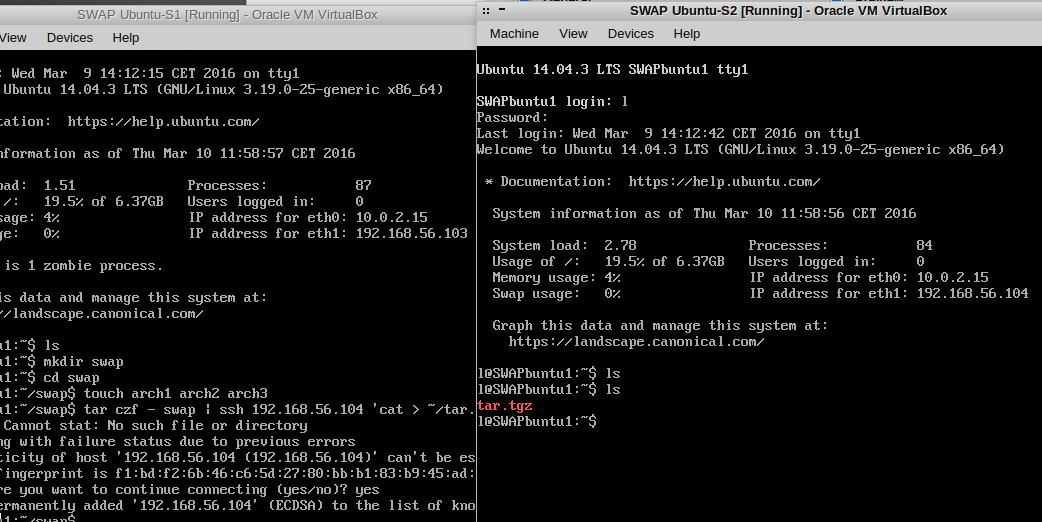 SWAP Ubuntu-S1 [Running] - Oracle VM VirtualBox
View Devices Help
: Wed Mar  9 14:12:15 CET 2016 on tty1
Ubuntu 14.04.3 LTS (GNU/Linux 3.19.0-25-generic x86_64)
tation:  https://help.ubuntu.com/
nformation as of Thu Mar 10 11:58:57 CET 2016
oad:  1.51 Processes: 87
/:  19.5% of 6.37GB Users logged in: 0
sage: 4% IP address for eth0: 10.0.2.15
ge:  0% IP address for eth1: 192.168.56.103
is 1 zombie process.
is data and manage this system at:
//landscape.canonical.com/
u1:~$ ls
u1:~$ mkdir swap
u1:~$ cd swap
u1:~/swap$ touch arch1 arch2 arch3
u1:~/swap$ tar czf - swap | ssh 192.168.56.104 'cat > ~/tar.
Cannot stat: No such file or directory
ng with failure status due to previous errors
ticity of host '192.168.56.104 (192.168.56.104)' can't be es
fingerprint is f1:bd:f2:6b:46:c6:5d:27:80:bb:b1:83:b9:45:ad:
re you want to continue connecting (yes/no)? yes
ermanently added '192.168.56.104' (ECDSA) to the list of kno
u1:~/swap$
SWAP Ubuntu-S2 [Running] - Oracle VM VirtualBox
Machine View Devices Help
Ubuntu 14.04.3 LTS SWAPbuntu1 tty1
SWAPbuntu1 login: l
Password:
Last login: Wed Mar  9 14:12:42 CET 2016 on tty1
Welcome to Ubuntu 14.04.3 LTS (GNU/Linux 3.19.0-25-generic x86_64)
* Documentation:  https://help.ubuntu.com/
System information as of Thu Mar 10 11:58:56 CET 2016
System load:  2.78 Processes: 84
Usage of /:   19.5% of 6.37GB Users logged in: 0
Memory usage: 4% IP address for eth0: 10.0.2.15
Swap usage:   0% IP address for eth1: 192.168.56.104
Graph this data and manage this system at:
https://landscape.canonical.com/
l@SWAPbuntu1:~$ ls
l@SWAPbuntu1:~$ ls
tar.tgz
l@SWAPbuntu1:~$